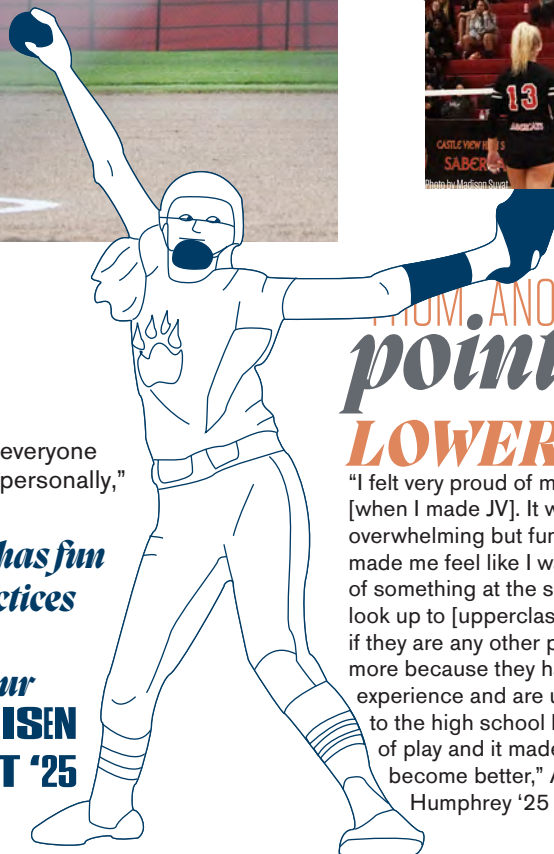 13
CASTLE VIEW
SABER
Photo by Madison Suvat
point
LOWER
everyone
personally,”
has fun
ctices
ur
ISEN
T ‘25
“I felt very proud of m
[when I made JV]. It w
overwhelming but fun
made me feel like I wa
of something at the s
look up to [upperclas
if they are any other p
more because they ha
experience and are u
to the high school l
of play and it made
become better,” A
Humphrey ‘25